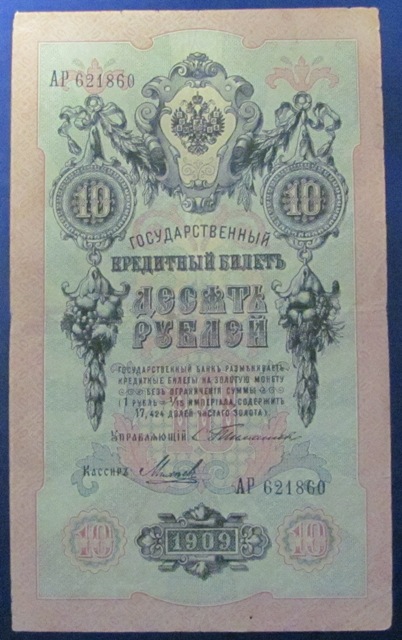 АР 621860
10 10
ГОСУДАРСТВЕННЫЙ
КРЕДИТНЫЙ БИЛЕТЪ
ДЕСЯТЬ
РУБЛЕЙ
ГОСУДАРСТВЕННЫЙ БАНКЪ РАЗМѢНИВАЕТЪ
КРЕДИТНЫЕ БИЛЕТЫ НА ЗОЛОТУЮ МОНЕТУ
БЕЗЪ ОГРАНИЧЕНІЯ СУММЫ
(1 РУБЛЬ = 1/15 ИМПЕРІАЛА, СОДЕРЖИТЪ
17,424 ДОЛЕЙ ЧИСТАГО ЗОЛОТА)
УПРАВЛЯЮЩІЙ
КАССИРЪ
АР 621860
10 1909 10